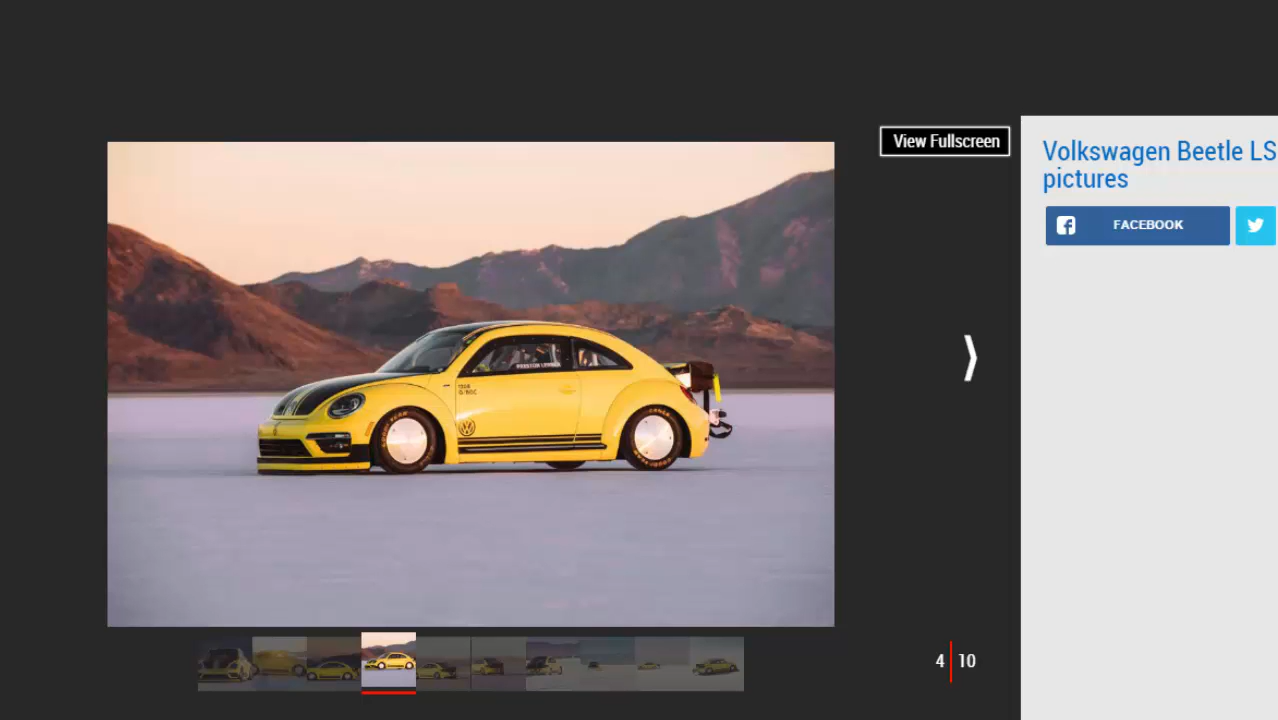 View Fullscreen
Volkswagen Beetle LS
pictures
FACEBOOK
4 10